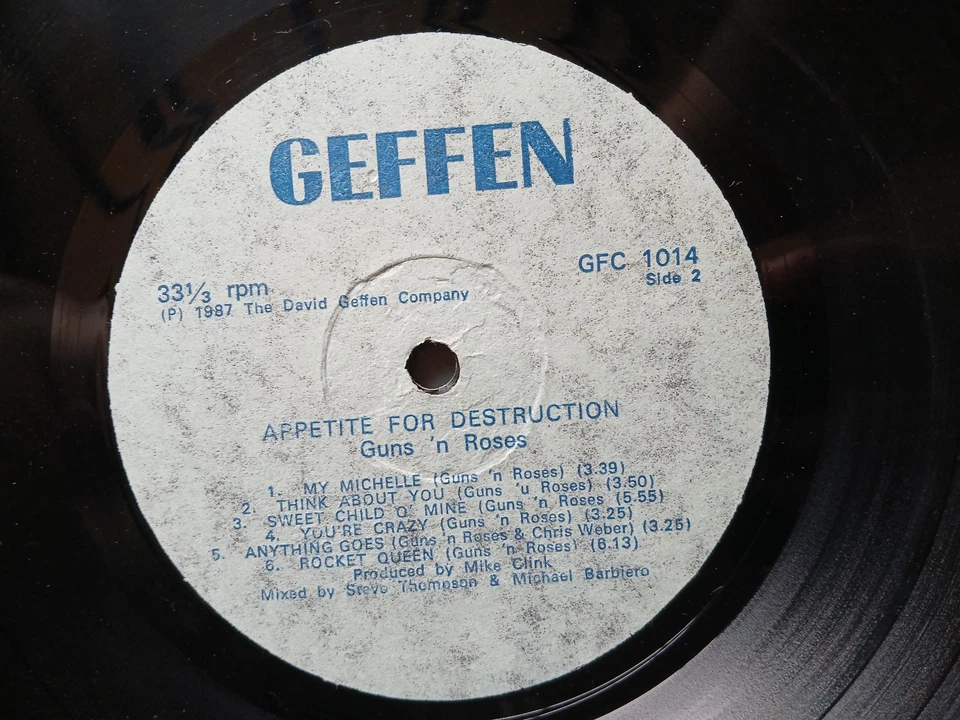 GEFFEN
GFC 1014
Side 2
33⅓ rpm
(P) 1987 The David Geffen Company
APPETITE FOR DESTRUCTION
Guns 'n Roses
1. MY MICHELLE (Guns 'n Roses) (3.39)
2. THINK ABOUT YOU (Guns 'u Roses) (3.50)
3. SWEET CHILD O' MINE (Guns 'n Roses (5.55)
4. YOU'RE CRAZY (Guns 'n Roses) (3.25)
5. ANYTHING GOES (Guns 'n Roses & Chris Weber) (3.25)
6. ROCKET QUEEN (Guns 'n Roses) (6.13)
Produced by Mike Clink
Mixed by Steve Thompson & Michael Barbiero